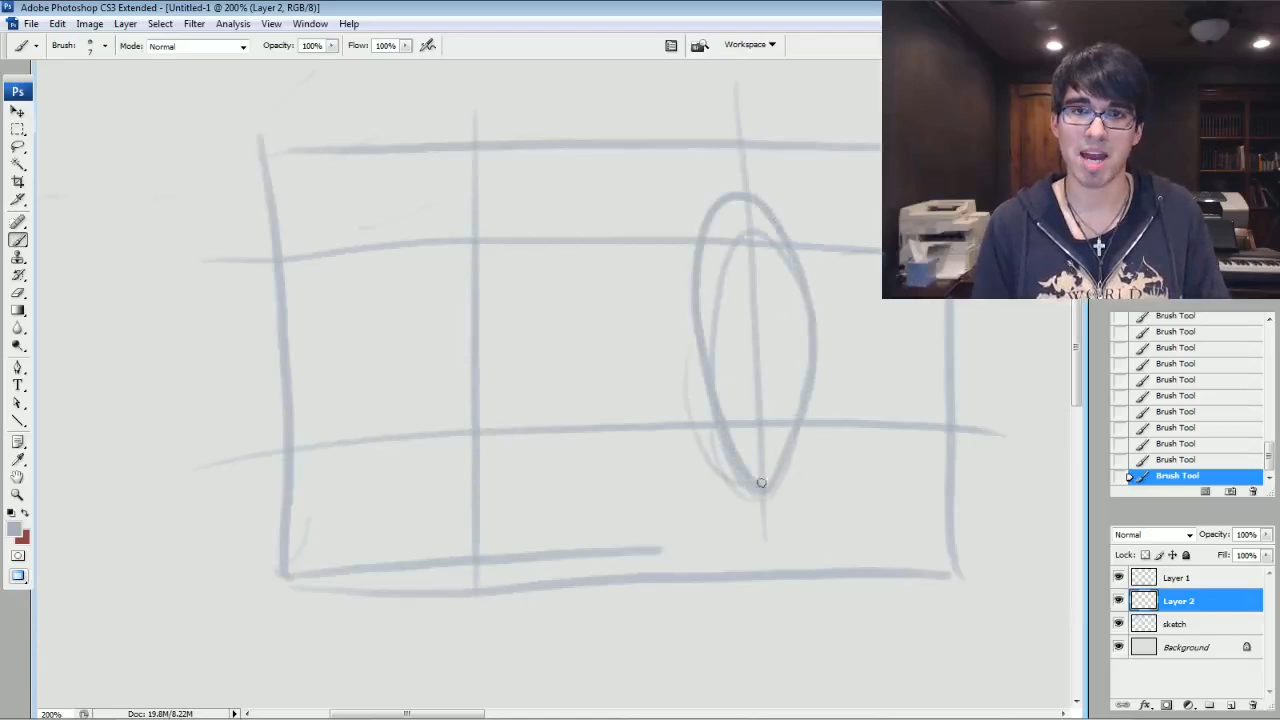 Adobe Photoshop CS3 Extended - [Untitled-1 @ 200% (Layer 2, RGB/8)]
File Edit Image Layer Select Filter Analysis View Window Help
Brush: 7 Mode: Normal Opacity: 100% Flow: 100% Workspace
Ps
WORLD
Brush Tool
Brush Tool
Brush Tool
Brush Tool
Brush Tool
Brush Tool
Brush Tool
Brush Tool
Brush Tool
Brush Tool
Brush Tool
Normal Opacity: 100%
Lock: Fill: 100%
Layer 1
Layer 2
sketch
Background
200% Doc: 19.8M/8.22M